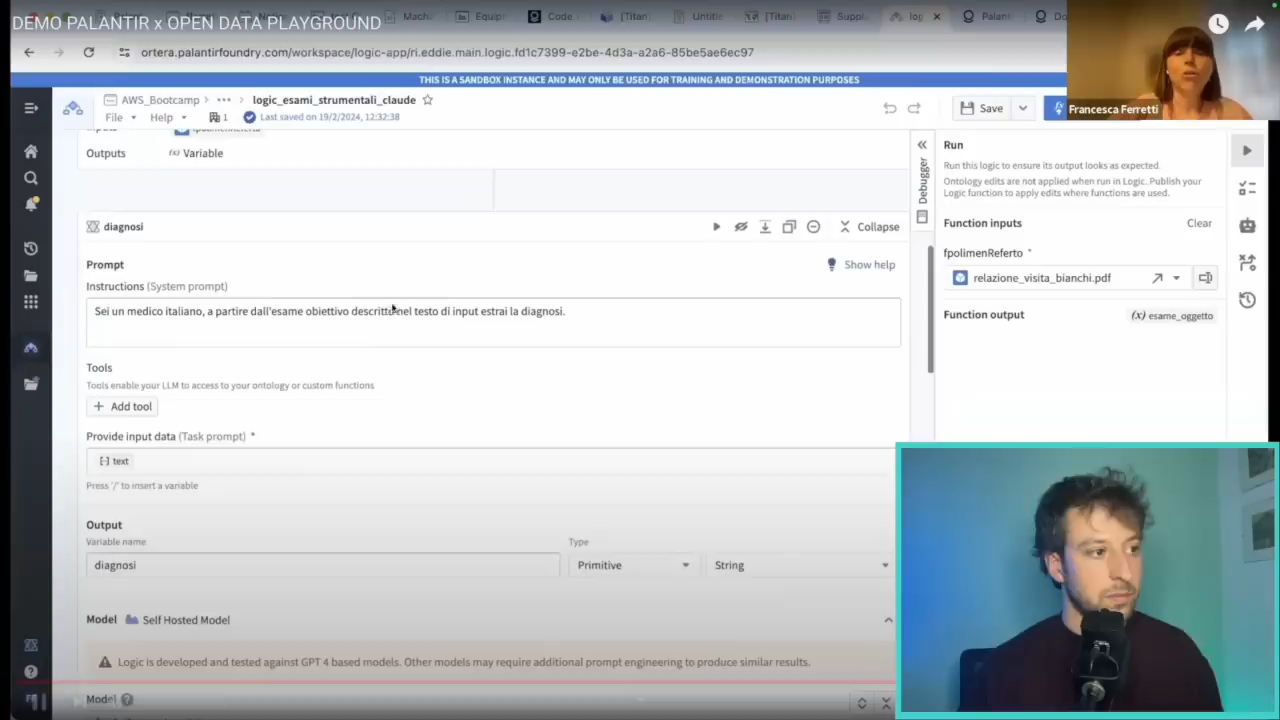 DEMO PALANTIR x OPEN DATA PLAYGROUND
Equip
Code
[Titan
Untitle
[Titan
Suppl
log
Palant
ortera.palantirfoundry.com/workspace/logic-app/ri.eddie.main.logic.fd1c7399-e2be-4d3a-a2a6-85be5ae6ec97
THIS IS A SANDBOX INSTANCE AND MAY ONLY BE USED FOR TRAINING AND DEMONSTRATION PURPOSES
Francesca Ferretti
AWS_Bootcamp > ··· > logic_esami_strumentali_claude
File Help 1 Last saved on 19/2/2024, 12:32:38
Save
Outputs (x) Variable
diagnosi
Collapse
Prompt
Show help
Instructions (System prompt)
Sei un medico italiano, a partire dall'esame obiettivo descritto nel testo di input estrai la diagnosi.
Tools
Tools enable your LLM to access to your ontology or custom functions
+ Add tool
Provide input data (Task prompt) *
[-] text
Press '/' to insert a variable
Output
Variable name
Type
diagnosi
Primitive
String
Model Self Hosted Model
Logic is developed and tested against GPT 4 based models. Other models may require additional prompt engineering to produce similar results.
Model
Debugger
Run
Run this logic to ensure its output looks as expected.
Ontology edits are not applied when run in Logic. Publish your
Logic function to apply edits where functions are used.
Function inputs
Clear
fpolimenReferto *
relazione_visita_bianchi.pdf
Function output
(x) esame_oggetto